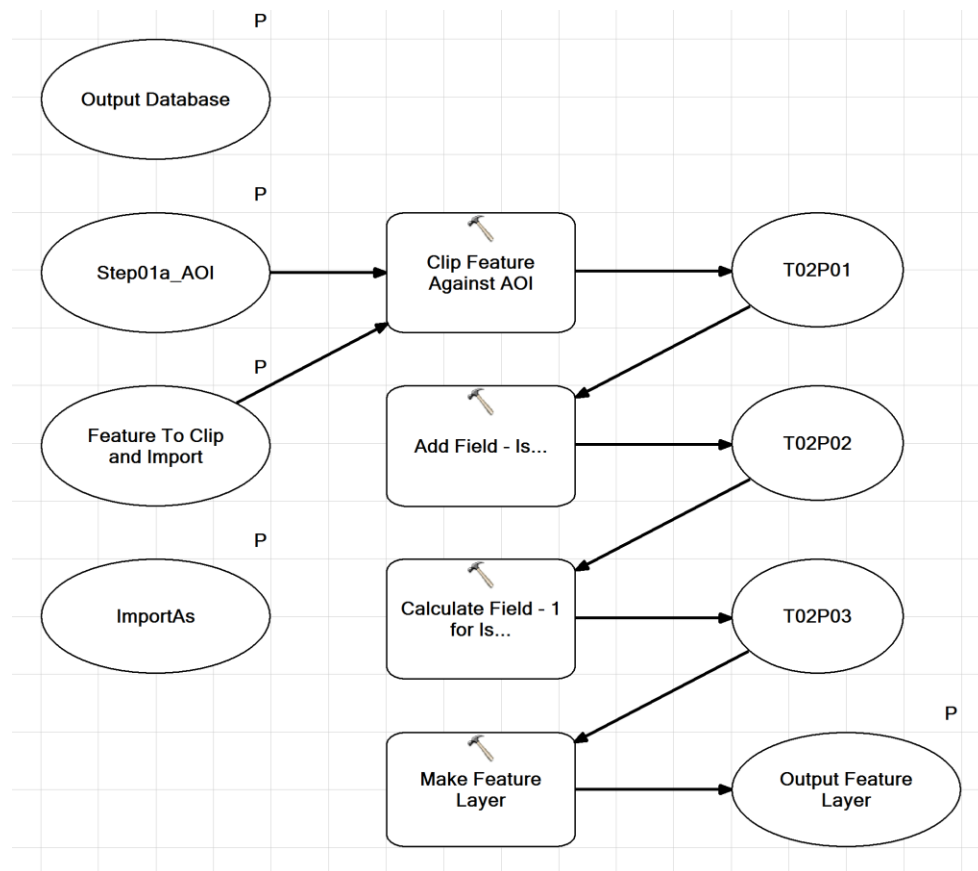 P
Output Database
P
Step01a_AOI
Clip Feature
Against AOI
T02P01
P
Feature To Clip
and Import
Add Field - Is...
T02P02
P
ImportAs
Calculate Field - 1
for Is...
T02P03
P
Make Feature
Layer
Output Feature
Layer